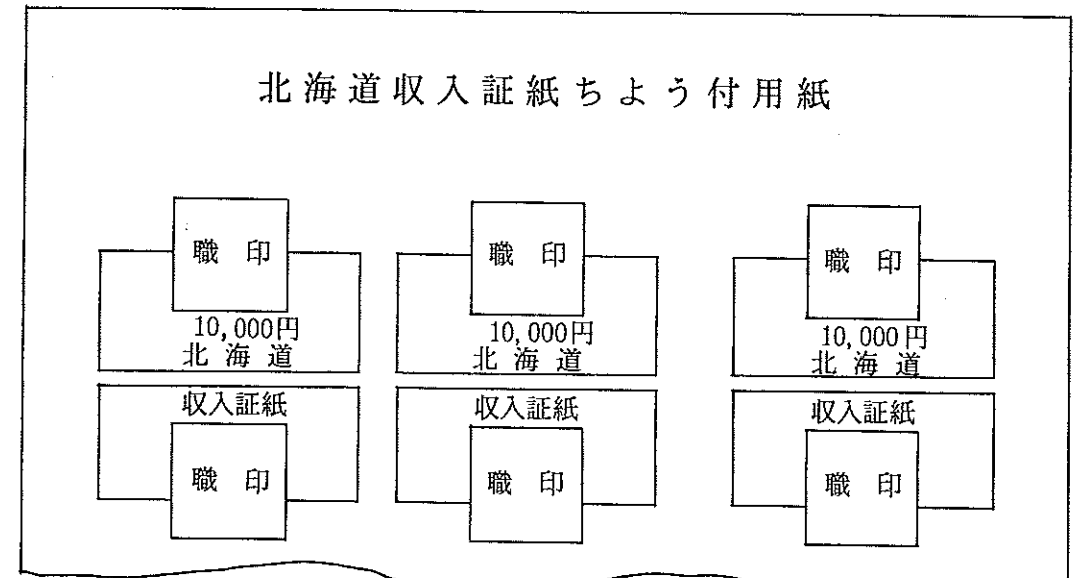 北海道収入証紙ちよう付用紙
職 印
10,000円
北 海 道
収入証紙
職 印
職 印
10,000円
北 海 道
収入証紙
職 印
職 印
10,000円
北 海 道
収入証紙
職 印